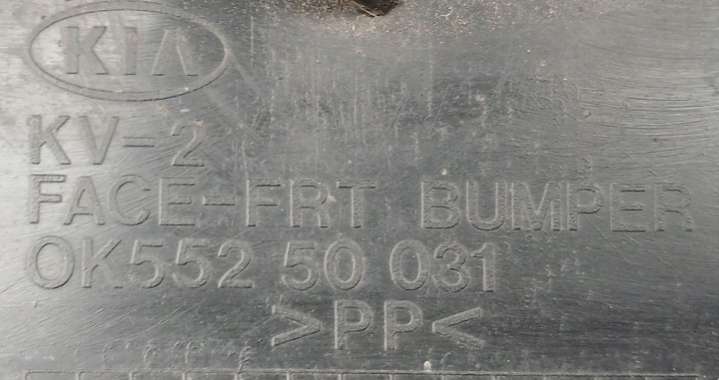 KIA
KV-2
FACE-FRT BUMPER
0K552 50 031
>PP<